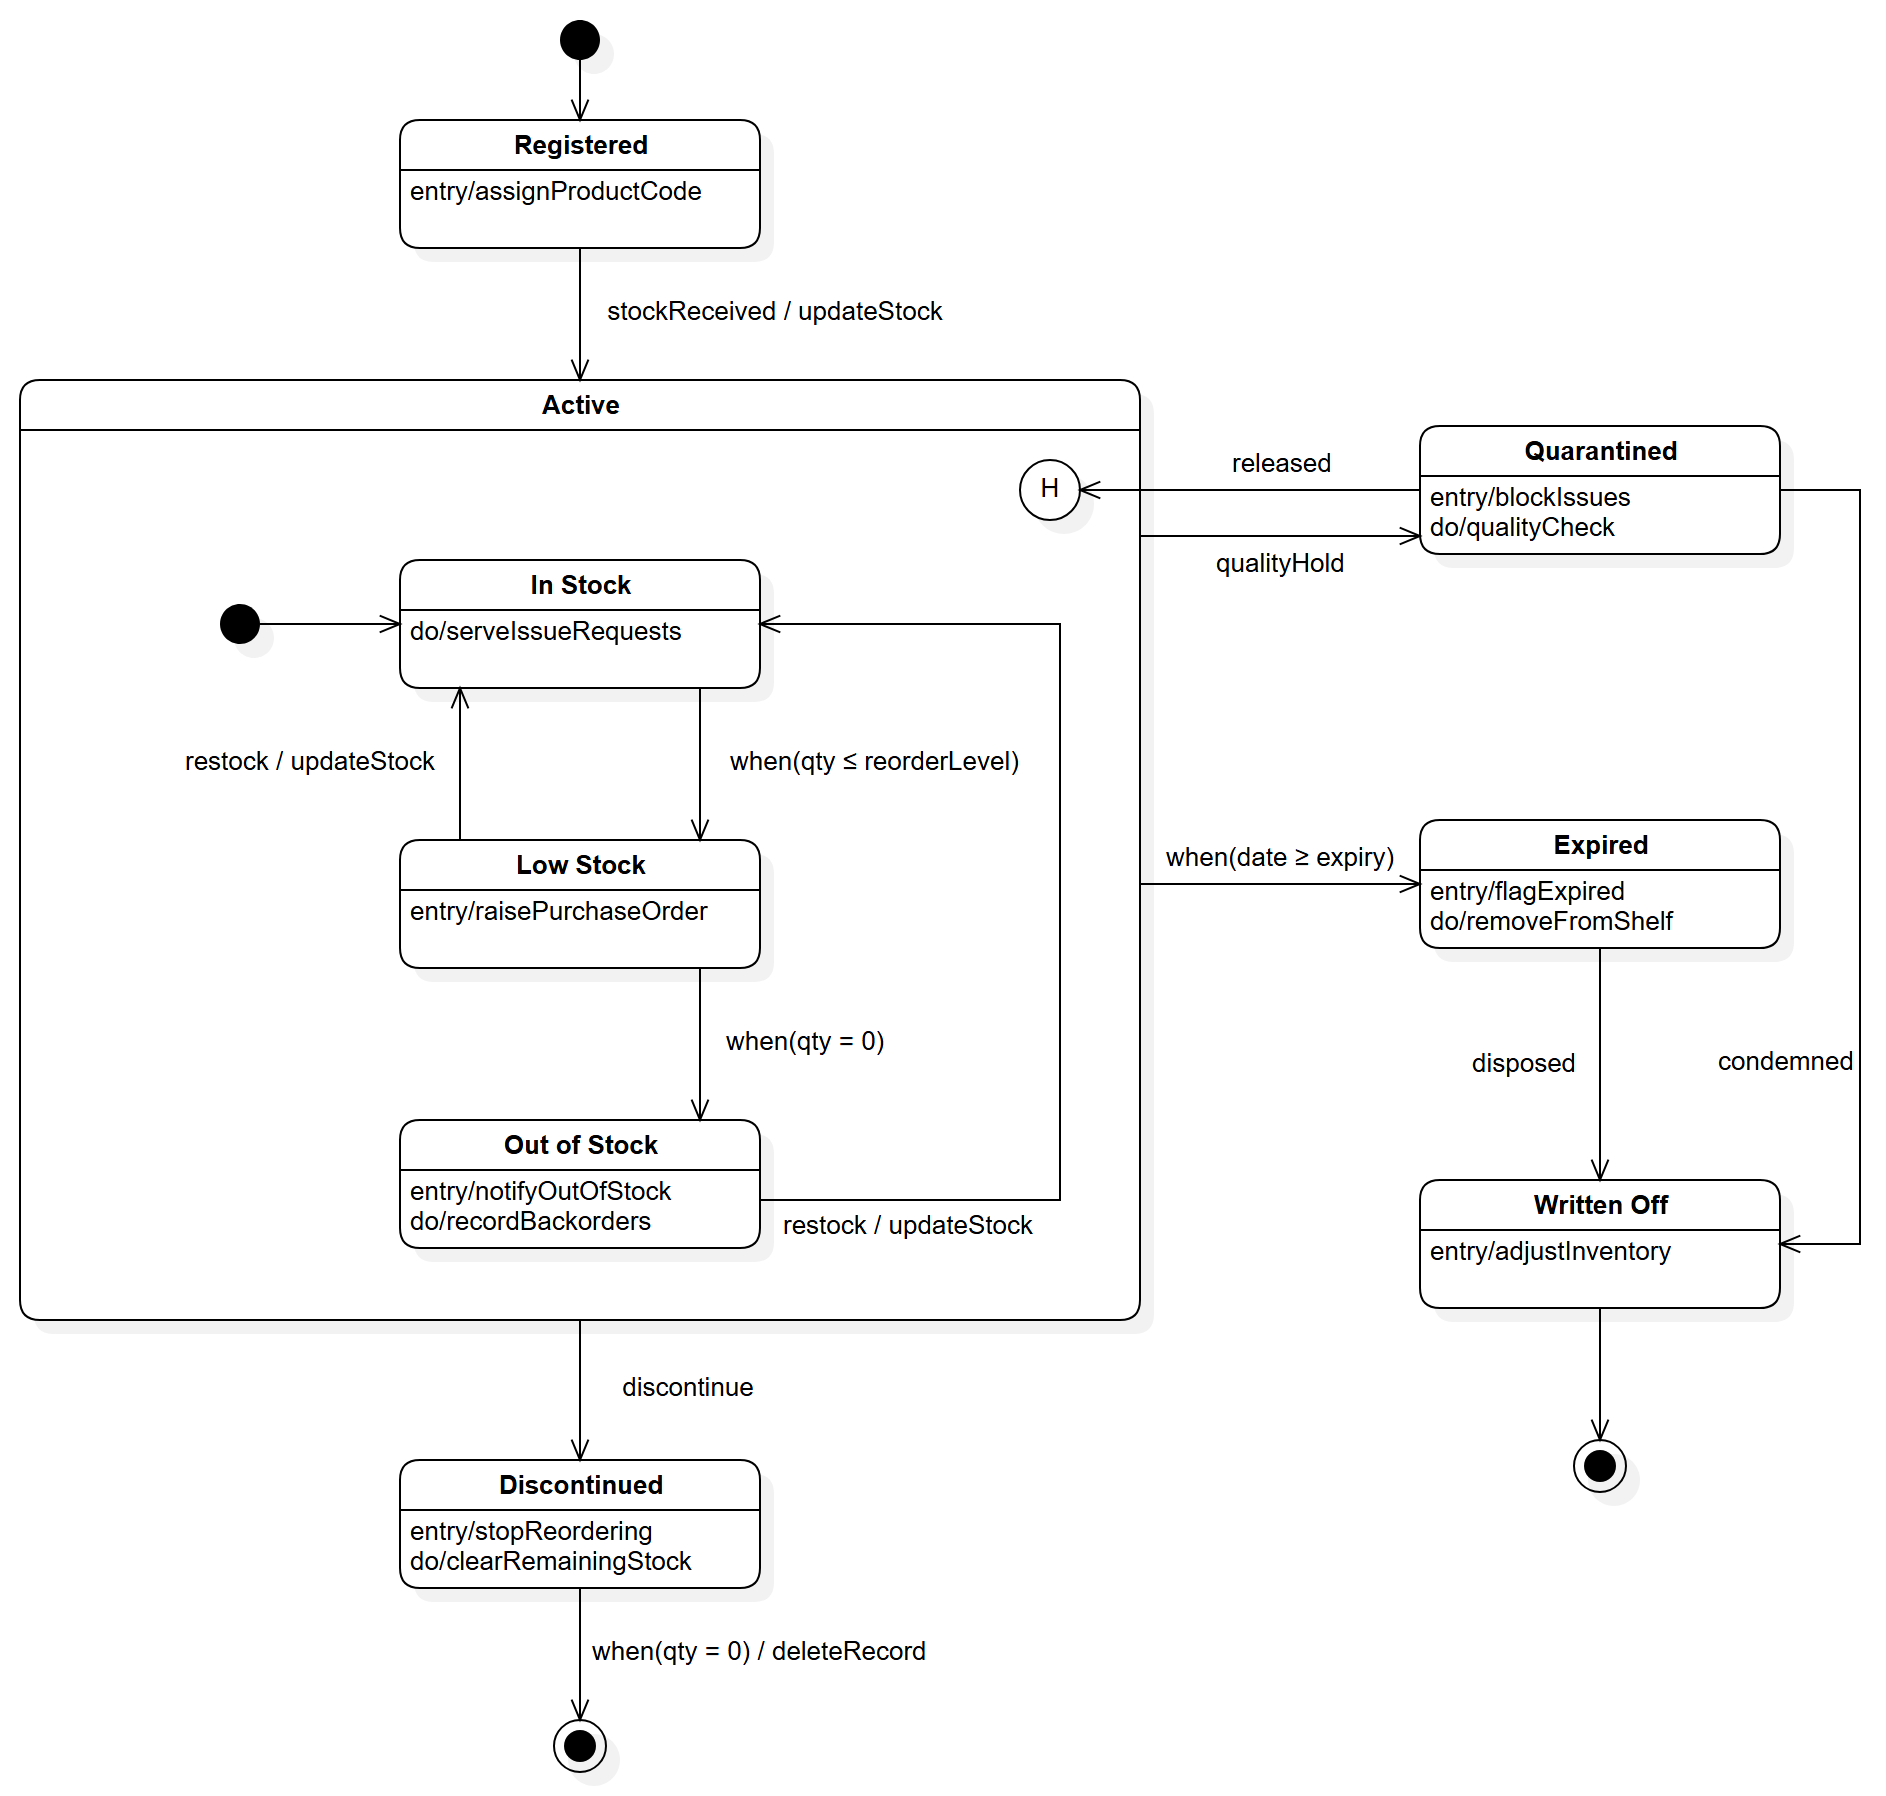 Registered
entry/assignProductCode
stockReceived / updateStock
Active
H
released
Quarantined
entry/blockIssues
do/qualityCheck
qualityHold
In Stock
do/serveIssueRequests
restock / updateStock
when(qty ≤ reorderLevel)
Low Stock
entry/raisePurchaseOrder
when(date ≥ expiry)
Expired
entry/flagExpired
do/removeFromShelf
when(qty = 0)
disposed
condemned
Out of Stock
entry/notifyOutOfStock
do/recordBackorders
restock / updateStock
Written Off
entry/adjustInventory
discontinue
Discontinued
entry/stopReordering
do/clearRemainingStock
when(qty = 0) / deleteRecord